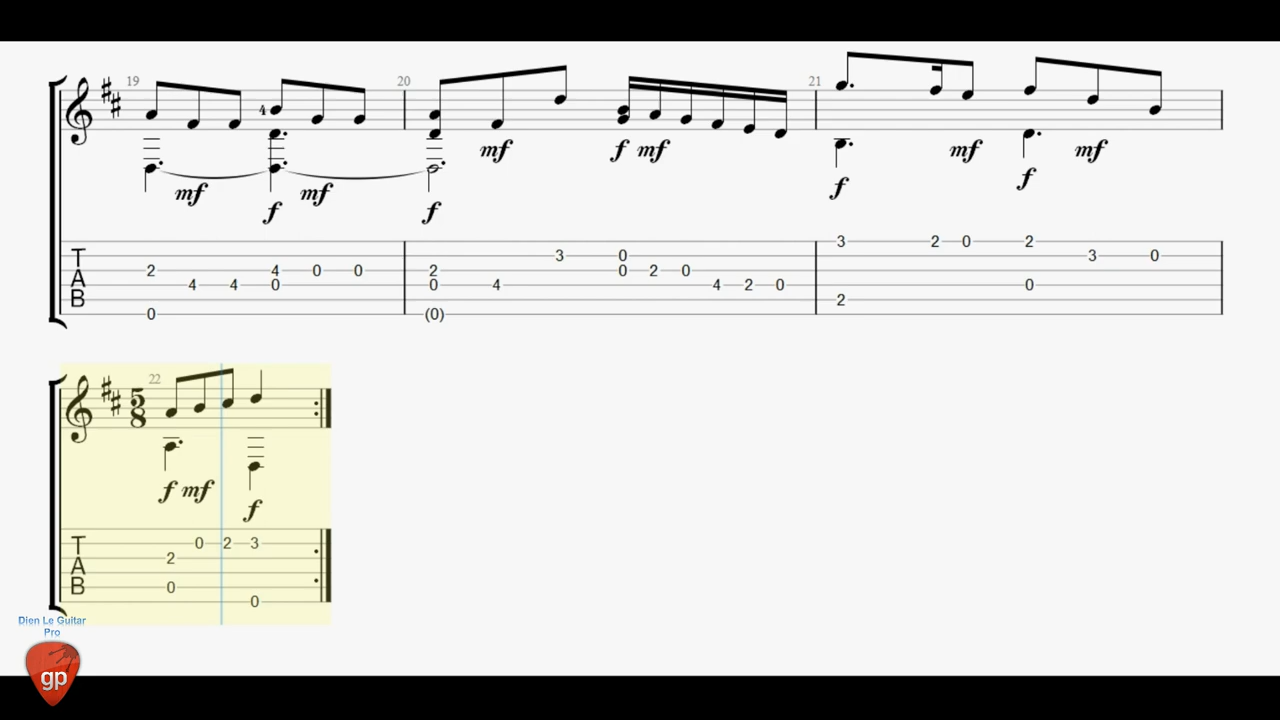 19 20 21
4
mf f mf f mf f mf f mf f mf
T A B
3 2 0 2
3 0 3 0
2 4 0 0 2 0 2 0
4 4 0 0 4 4 2 0 0
2
0 (0)
22
5
8
f mf f
T A B
0 2 3
2
0
0
Dien Le Guitar
Pro
gp